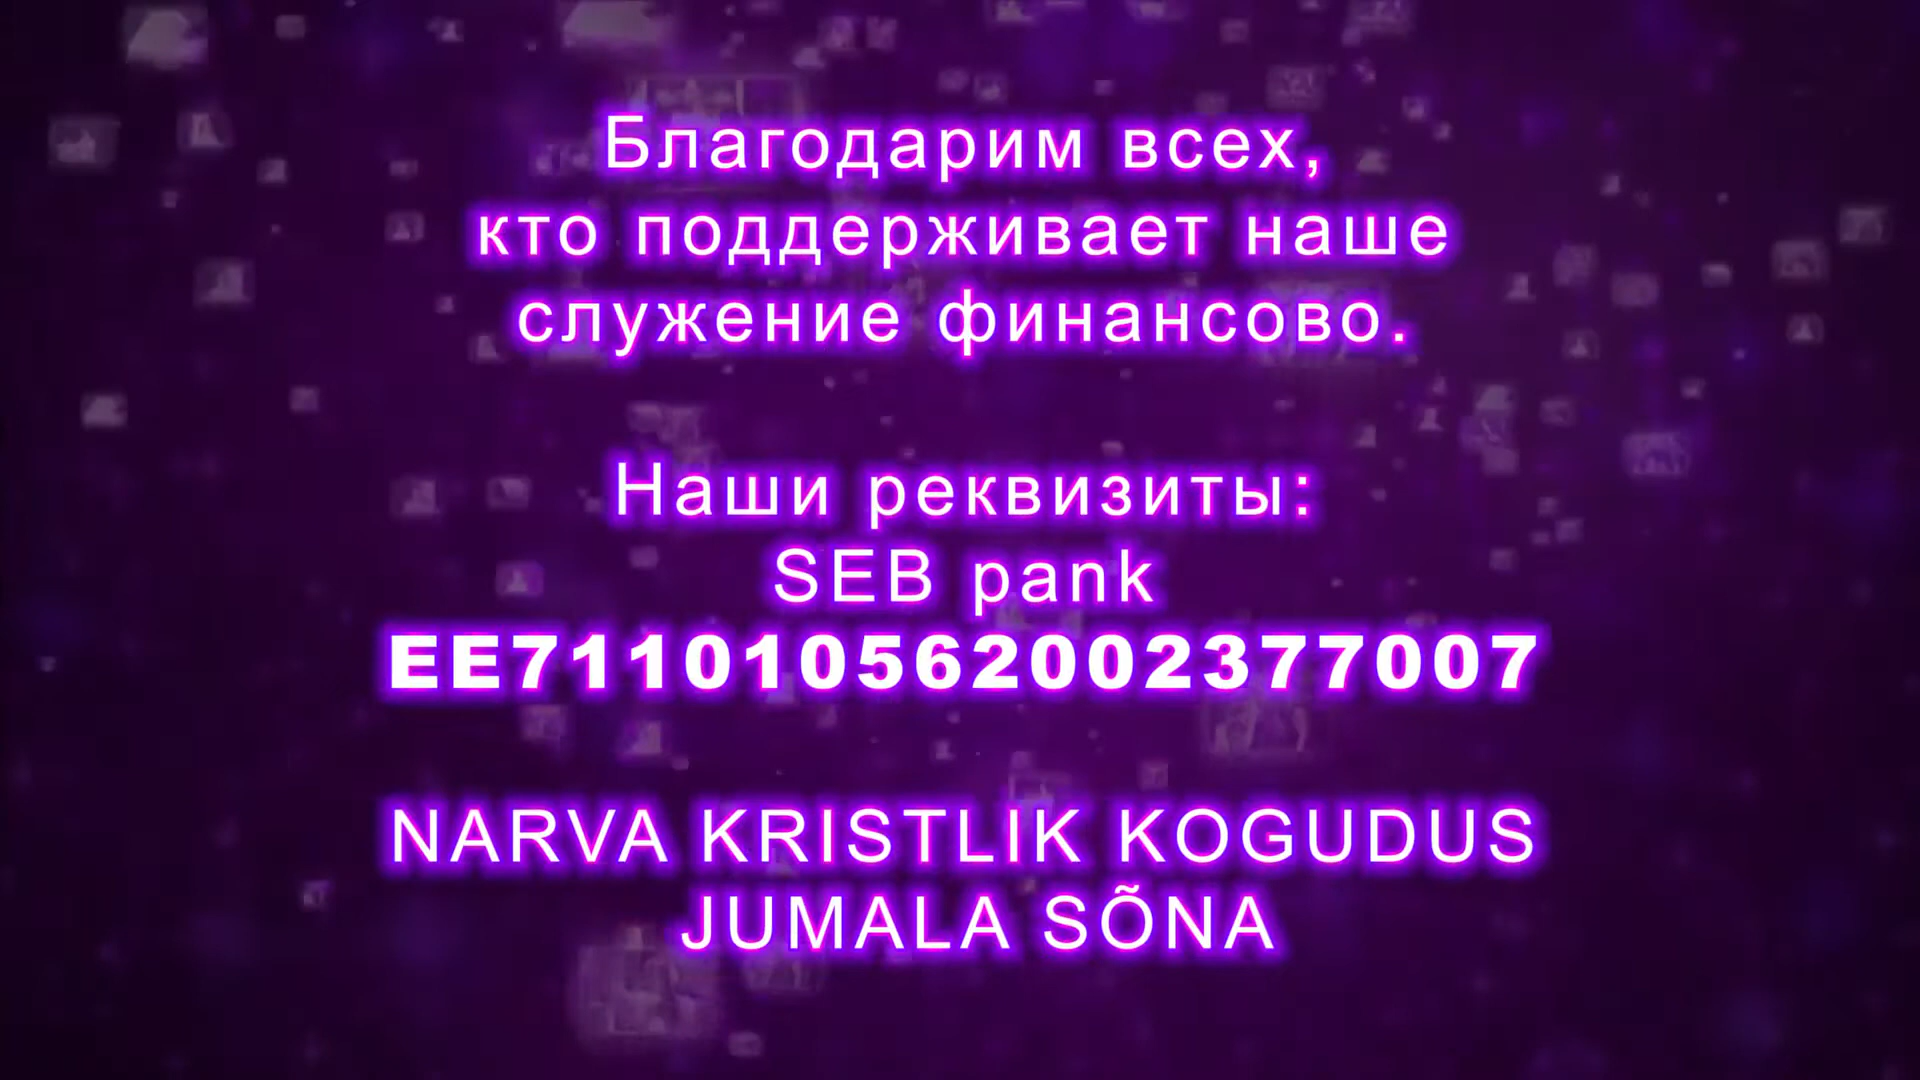 Благодарим всех,
кто поддерживает наше
служение финансово.
Наши реквизиты:
SEB pank
EE711010562002377007
NARVA KRISTLIK KOGUDUS
JUMALA SÕNA